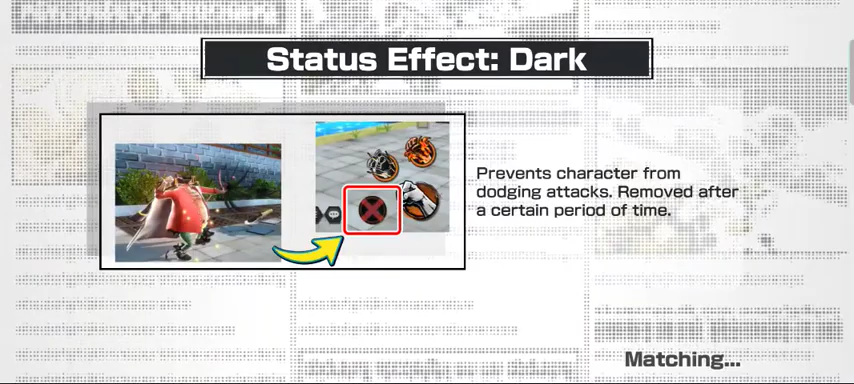 Status Effect: Dark
Prevents character from
dodging attacks. Removed after
a certain period of time.
Matching...